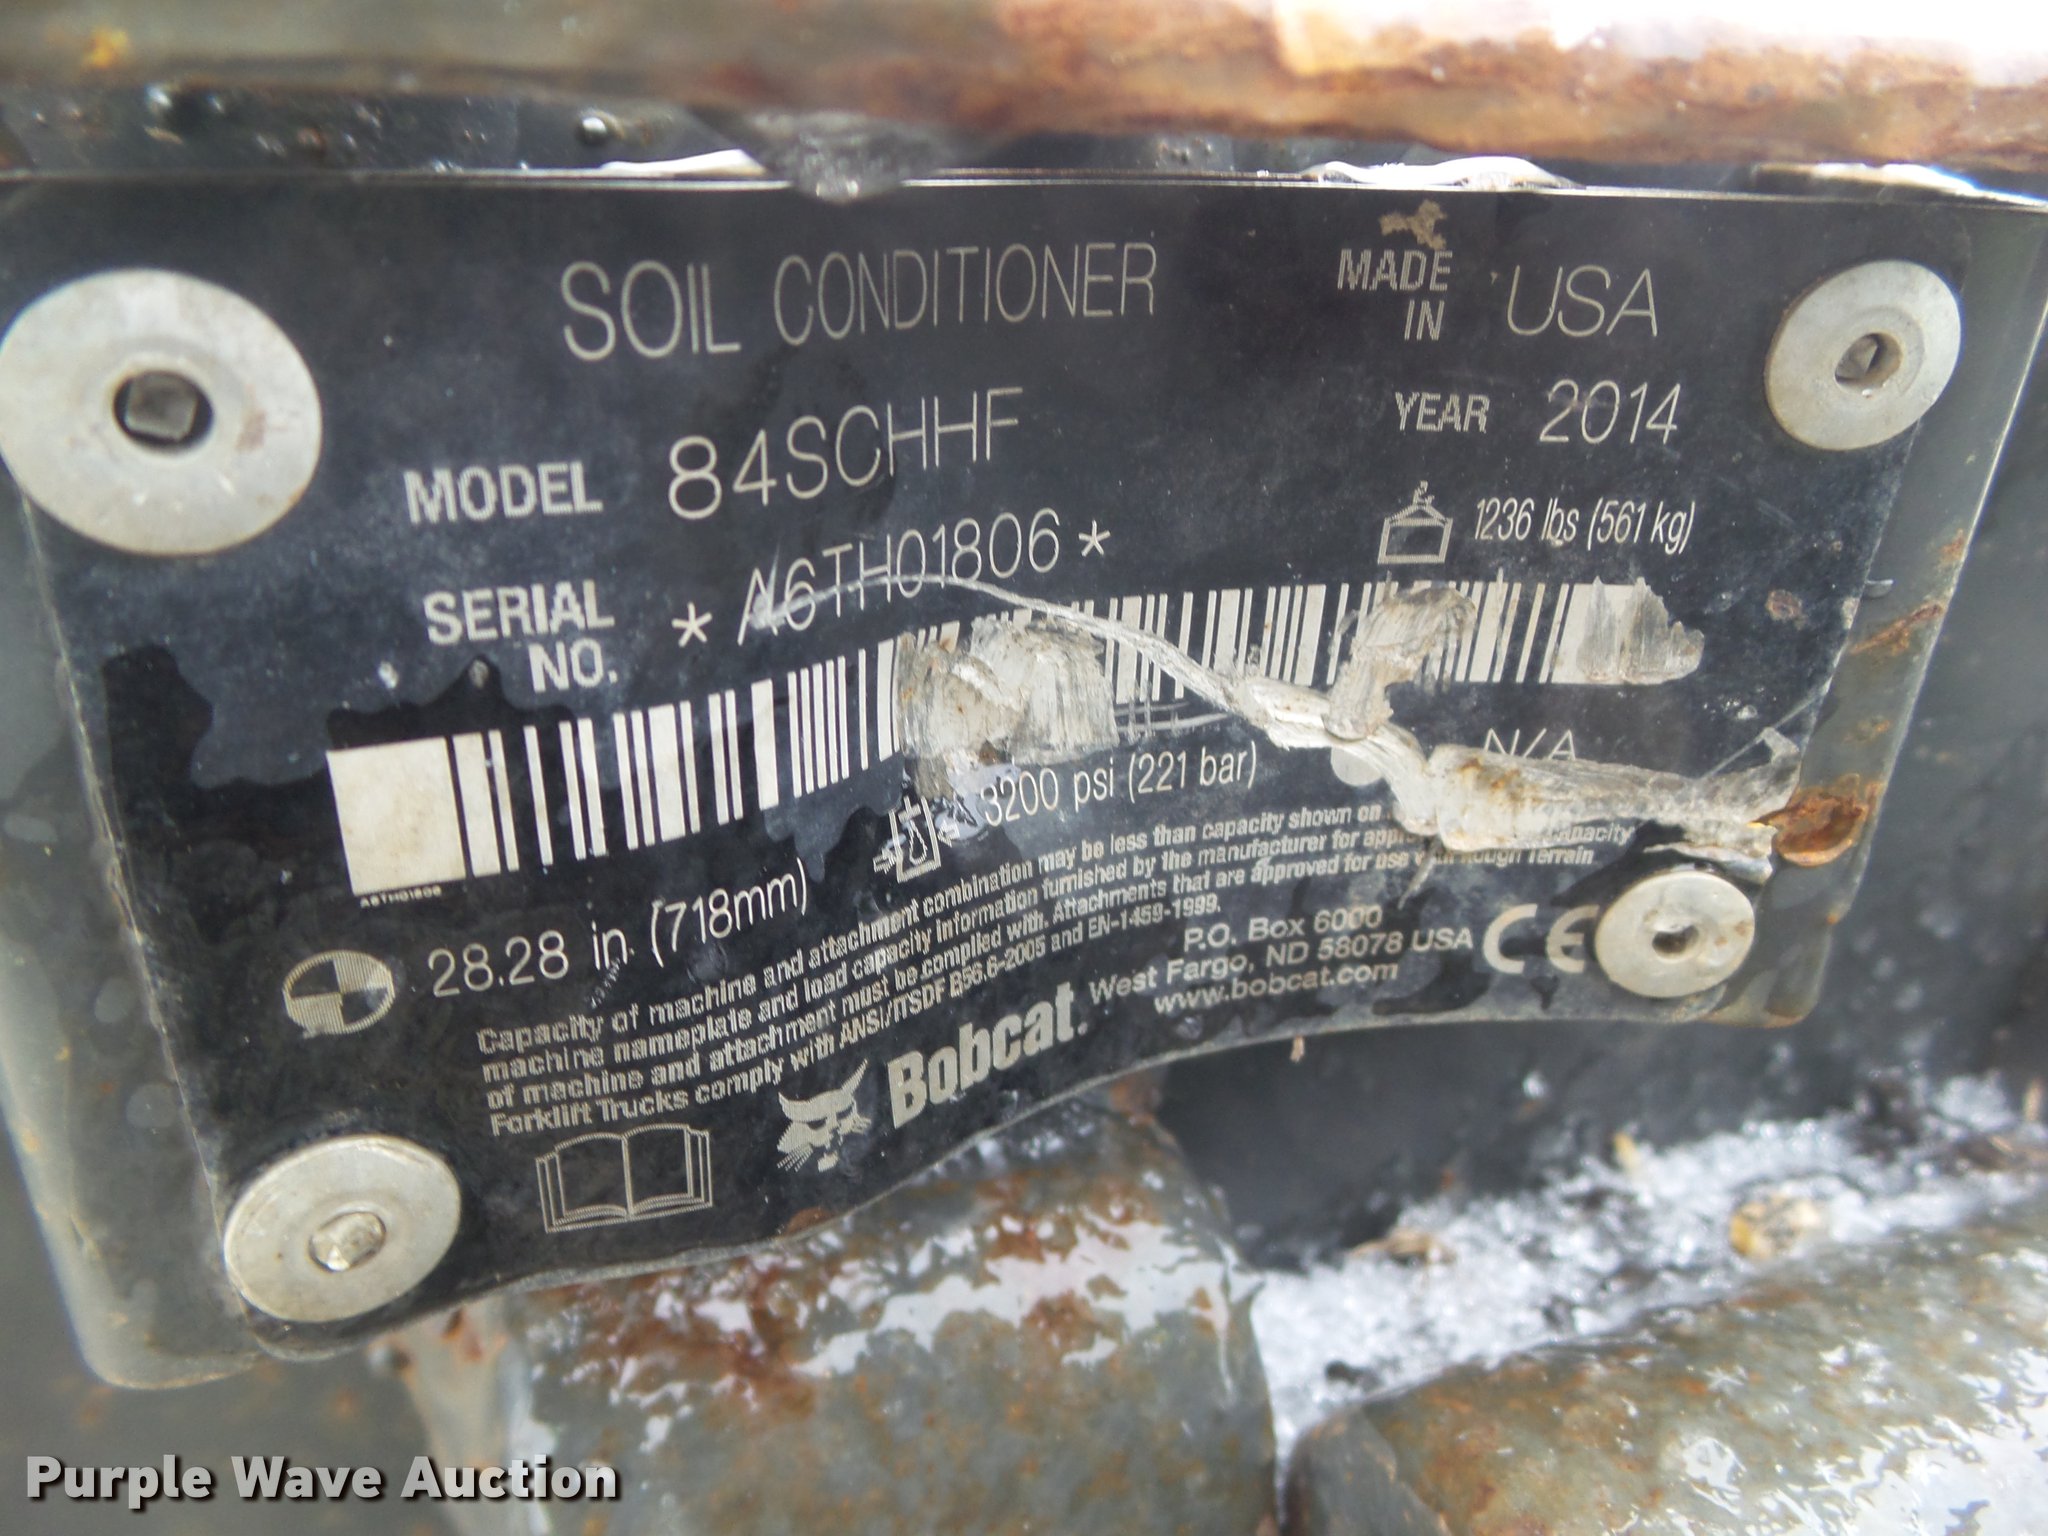 SOIL CONDITIONER
MADE IN USA
MODEL 84SCHHF
YEAR 2014
SERIAL NO. *A6TH01806*
1236 lbs (561 kg)
A6TH01806
28.28 in. (718mm)
3200 psi (221 bar)
N/A
Capacity of machine and attachment combination may be less than capacity shown on
machine nameplate and load capacity information furnished by the manufacturer for capacity
of machine and attachment must be complied with. Attachments that are approved for use Rough Terrain
Forklift Trucks comply with ANSI/ITSDF B56.6-2005 and EN-1459-1999.
Bobcat.
P.O. Box 6000
West Fargo, ND 58078 USA
www.bobcat.com
CE
Purple Wave Auction